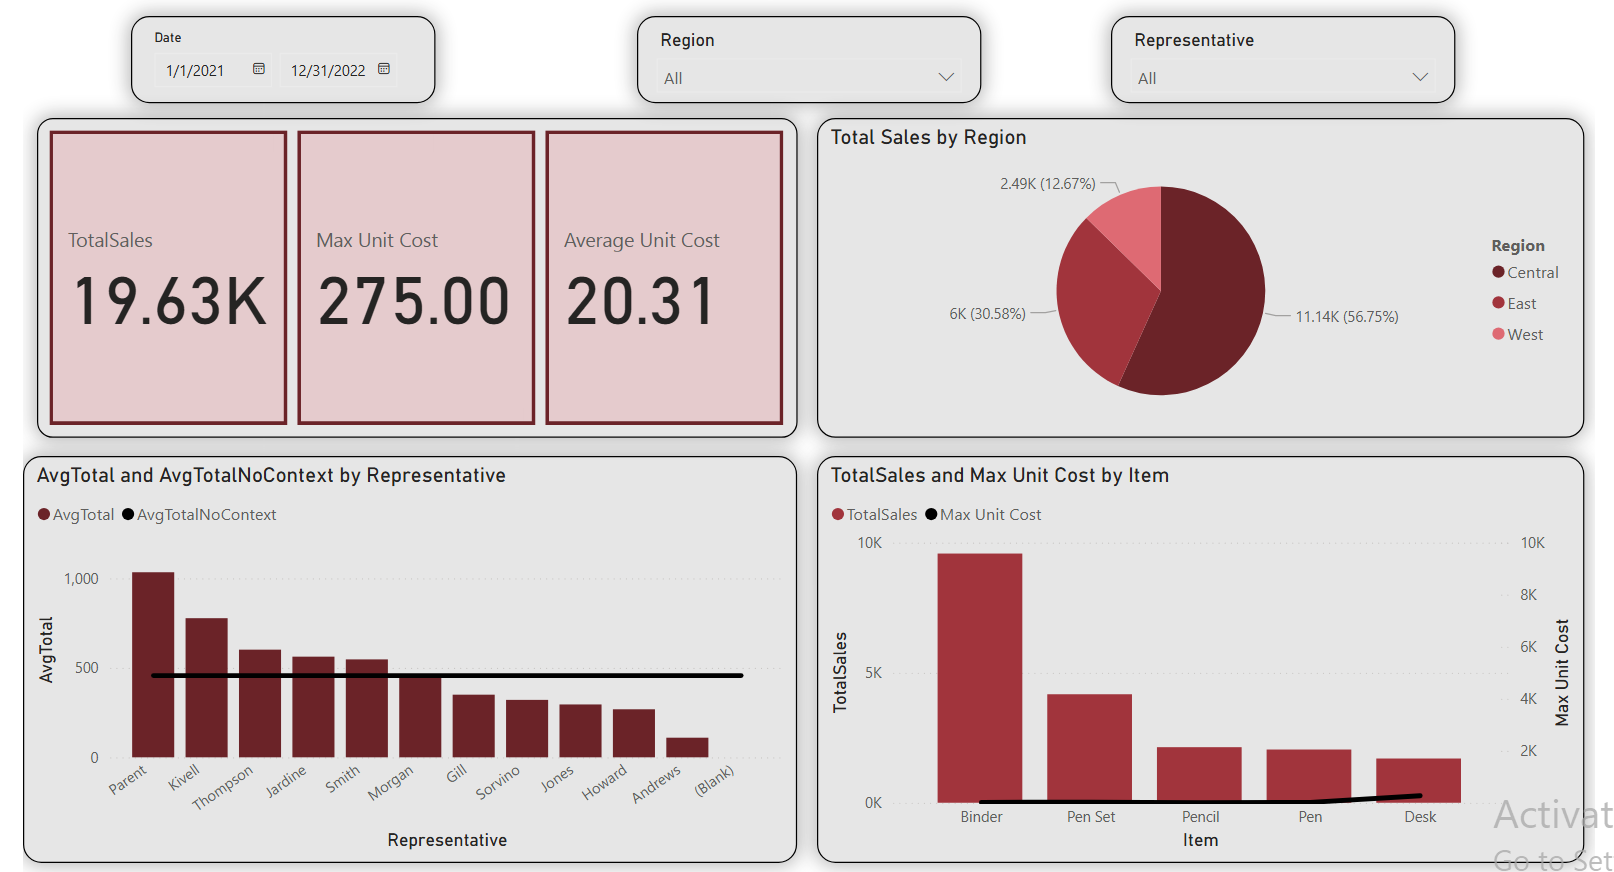 Date
1/1/2021
12/31/2022
Region
All
Representative
All
TotalSales
19.63K
Max Unit Cost
275.00
Average Unit Cost
20.31
Total Sales by Region
2.49K (12.67%)
6K (30.58%)
11.14K (56.75%)
Region
Central
East
West
AvgTotal and AvgTotalNoContext by Representative
AvgTotal
AvgTotalNoContext
1,000
500
0
AvgTotal
Parent
Kivell
Thompson
Jardine
Smith
Morgan
Gill
Sorvino
Jones
Howard
Andrews
(Blank)
Representative
TotalSales and Max Unit Cost by Item
TotalSales
Max Unit Cost
10K
5K
0K
TotalSales
10K
8K
6K
4K
2K
Max Unit Cost
Binder
Pen Set
Pencil
Pen
Desk
Item
Activat
Go to Set